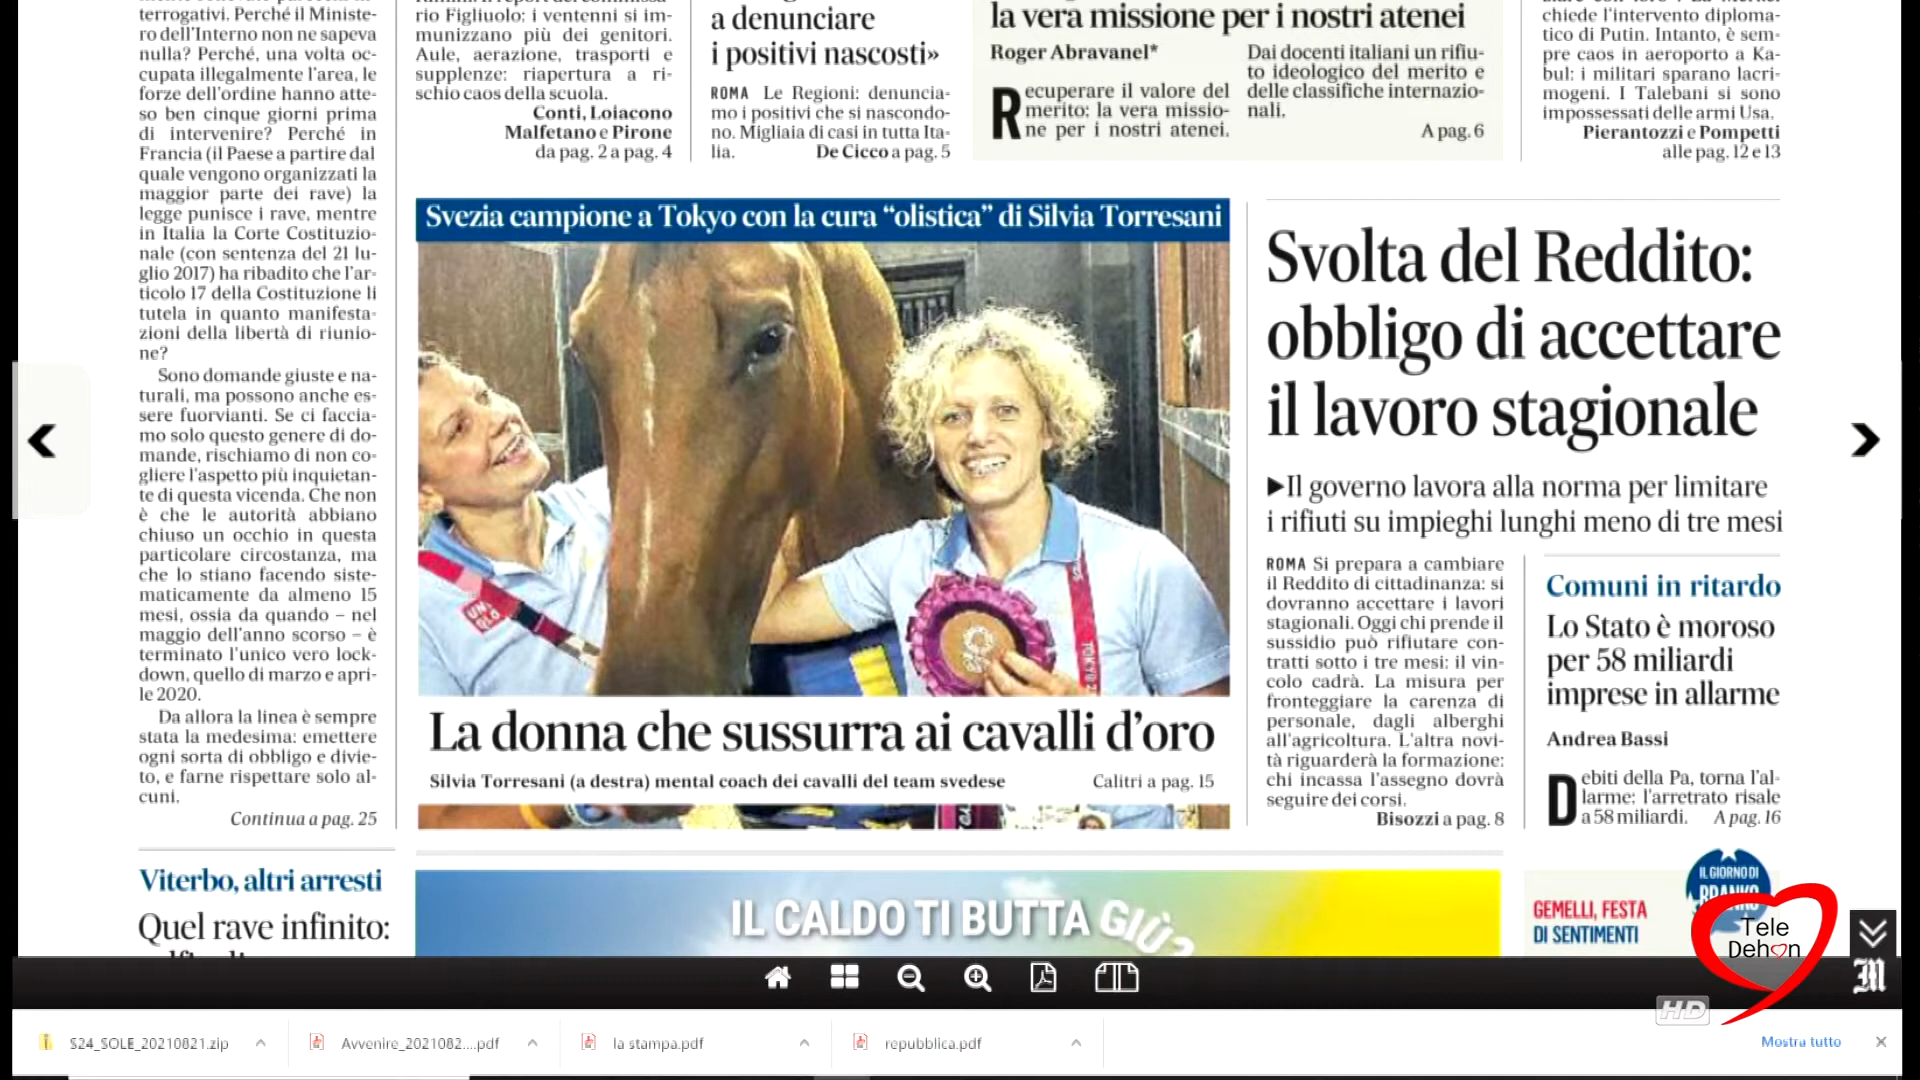 terrogativi. Perché il Ministe-
ro dell'Interno non ne sapeva
nulla? Perché, una volta oc-
cupata illegalmente l'area, le
forze dell'ordine hanno atte-
so ben cinque giorni prima
di intervenire? Perché in
Francia (il Paese a partire dal
quale vengono organizzati la
maggior parte dei rave) la
legge punisce i rave, mentre
in Italia la Corte Costituzio-
nale (con sentenza del 21 lu-
glio 2017) ha ribadito che l'ar-
ticolo 17 della Costituzione li
tutela in quanto manifesta-
zioni della libertà di riunio-
ne?
Sono domande giuste e na-
turali, ma possono anche es-
sere fuorvianti. Se ci faccia-
mo solo questo genere di do-
mande, rischiamo di non co-
gliere l'aspetto più inquietan-
te di questa vicenda. Che non
è che le autorità abbiano
chiuso un occhio in questa
particolare circostanza, ma
che lo stiano facendo siste-
maticamente da almeno 15
mesi, ossia da quando – nel
maggio dell'anno scorso – è
terminato l'unico vero lock-
down, quello di marzo e apri-
le 2020.
Da allora la linea è sempre
stata la medesima: emettere
ogni sorta di obbligo e divie-
to, e farne rispettare solo al-
cuni.
Continua a pag. 25
Viterbo, altri arresti
Quel rave infinito:
rio Figliuolo: i ventenni si im-
munizzano più dei genitori.
Aule, aerazione, trasporti e
supplenze: riapertura a ri-
schio caos della scuola.
Conti, Loiacono
Malfetano e Pirone
da pag. 2 a pag. 4
a denunciare
i positivi nascosti»
ROMA Le Regioni: denuncia-
mo i positivi che si nascondo-
no. Migliaia di casi in tutta Ita-
lia. De Cicco a pag. 5
la vera missione per i nostri atenei
Roger Abravanel*
Recuperare il valore del
merito: la vera missio-
ne per i nostri atenei.
Dai docenti italiani un rifiu-
to ideologico del merito e
delle classifiche internazio-
nali.
A pag. 6
chiede l'intervento diploma-
tico di Putin. Intanto, è sem-
pre caos in aeroporto a Ka-
bul: i militari sparano lacri-
mogeni. I Talebani si sono
impossessati delle armi Usa.
Pierantozzi e Pompetti
alle pag. 12 e 13
Svezia campione a Tokyo con la cura “olistica” di Silvia Torresani
UNI
QLO
La donna che sussurra ai cavalli d'oro
Silvia Torresani (a destra) mental coach dei cavalli del team svedese Calitri a pag. 15
Svolta del Reddito:
obbligo di accettare
il lavoro stagionale
▶Il governo lavora alla norma per limitare
i rifiuti su impieghi lunghi meno di tre mesi
ROMA Si prepara a cambiare
il Reddito di cittadinanza: si
dovranno accettare i lavori
stagionali. Oggi chi prende il
sussidio può rifiutare con-
tratti sotto i tre mesi: il vin-
colo cadrà. La misura per
fronteggiare la carenza di
personale, dagli alberghi
all'agricoltura. L'altra novi-
tà riguarderà la formazione:
chi incassa l'assegno dovrà
seguire dei corsi.
Bisozzi a pag. 8
Comuni in ritardo
Lo Stato è moroso
per 58 miliardi
imprese in allarme
Andrea Bassi
Debiti della Pa, torna l'al-
larme: l'arretrato risale
a 58 miliardi. A pag. 16
IL CALDO TI BUTTA GIÙ?
IL GIORNO DI
BRANKO
GEMELLI, FESTA
DI SENTIMENTI
Tele
Dehon
HD
M
S24_SOLE_20210821.zip
Avvenire_2021082....pdf
la stampa.pdf
repubblica.pdf
Mostra tutto